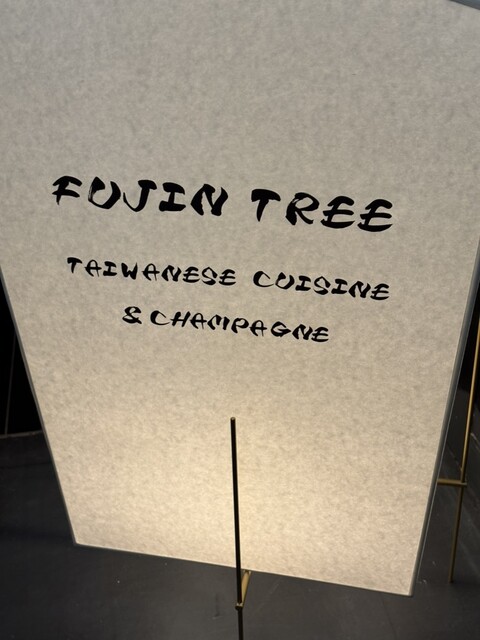 FUJIN TREE
TAIWANESE CUISINE
& CHAMPAGNE